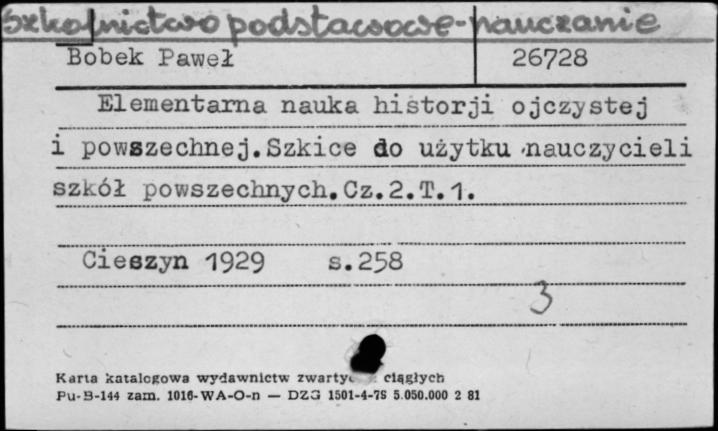 Szkolnictwo podstawowe-nauczanie
Bobek Paweł 26728
Elementarna nauka historji ojczystej
i powszechnej.Szkice do użytku nauczycieli
szkół powszechnych.Cz.2.T.1.
Cieszyn 1929 s.258
3
Karta katalogowa wydawnictw ciągłych
Pu-B-144 zam. 1016-WA-O-n — DZG 1501-4-78 5.050.000 2 81